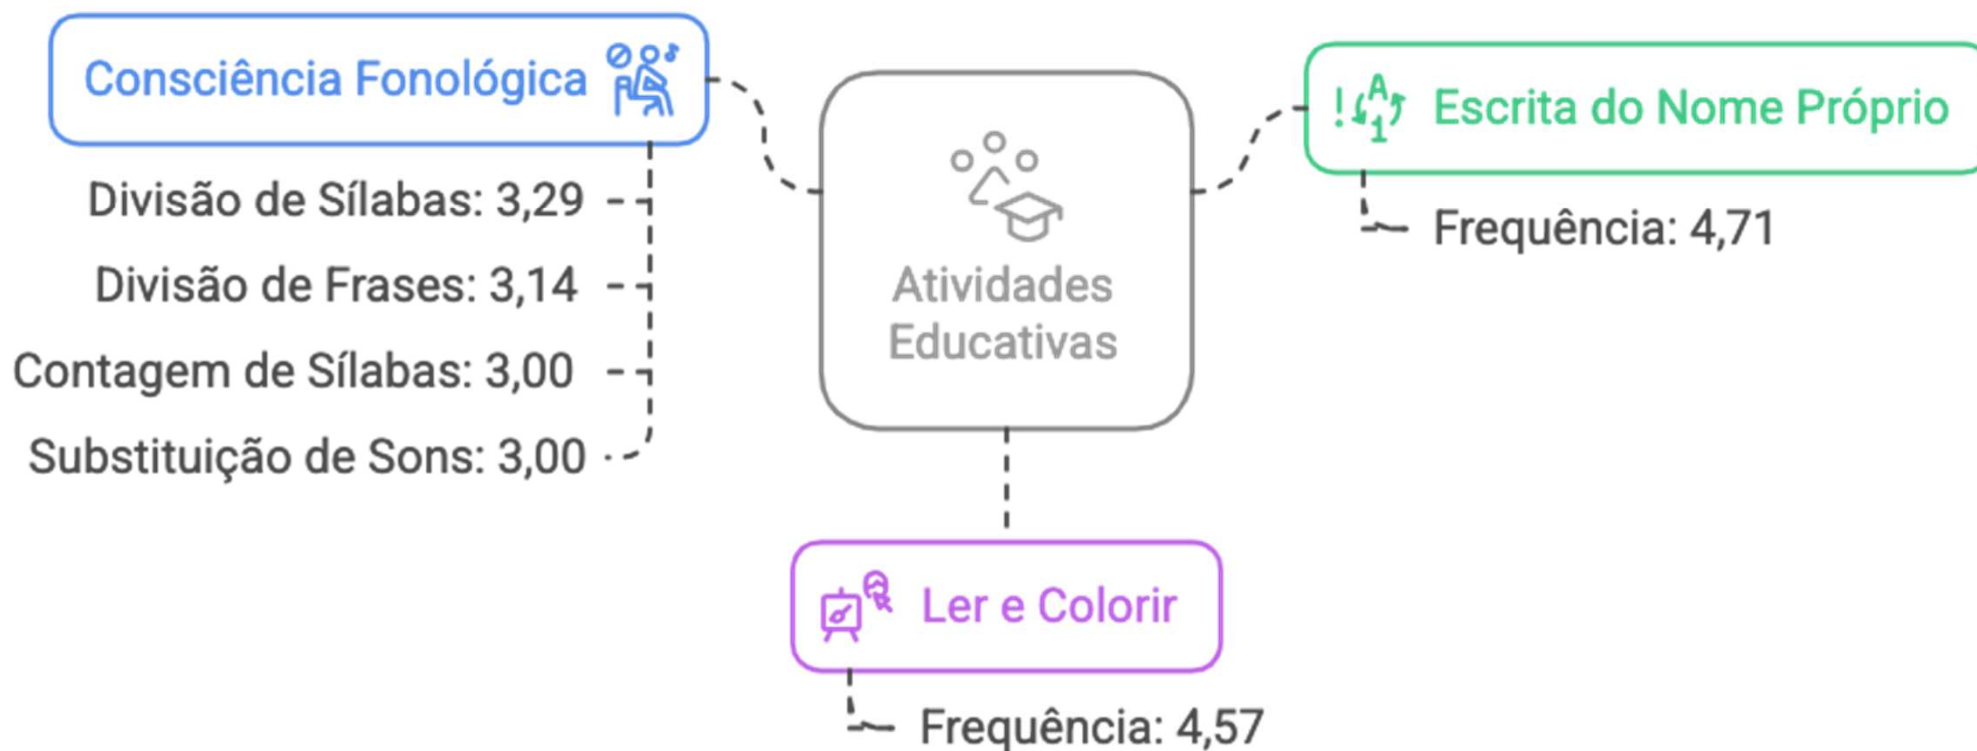 Consciência Fonológica
Divisão de Sílabas: 3,29
Divisão de Frases: 3,14
Contagem de Sílabas: 3,00
Substituição de Sons: 3,00
Atividades
Educativas
Escrita do Nome Próprio
Frequência: 4,71
Ler e Colorir
Frequência: 4,57